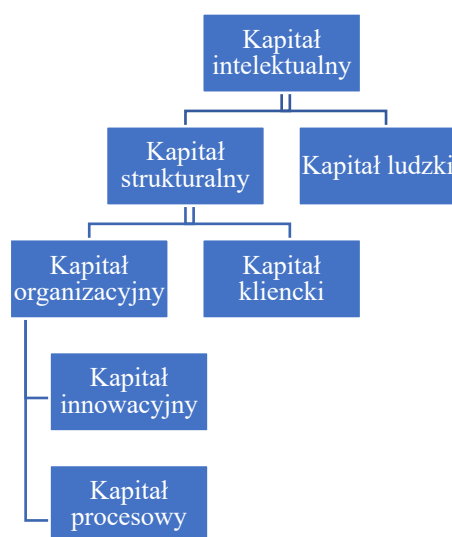 Kapitał
intelektualny
Kapitał
strukturalny
Kapitał ludzki
Kapitał
organizacyjny
Kapitał
kliencki
Kapitał
innowacyjny
Kapitał
procesowy